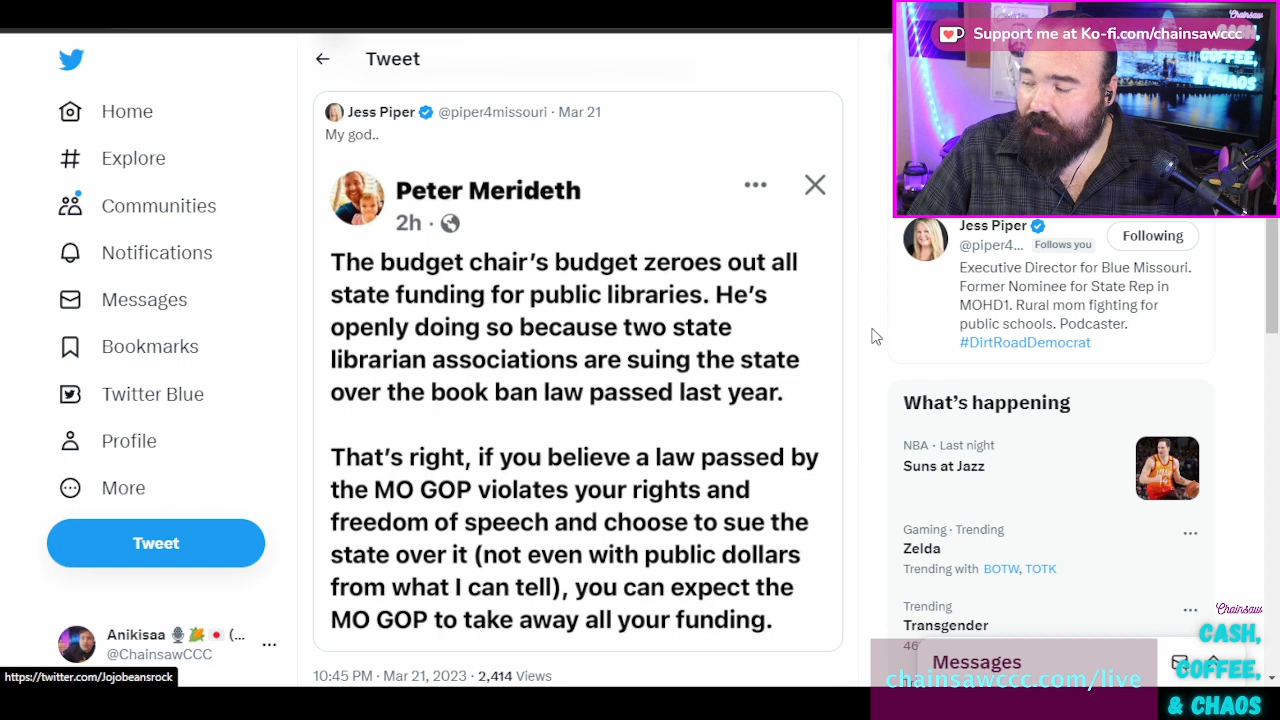 Tweet
Home
Explore
Communities
Notifications
Messages
Bookmarks
Twitter Blue
Profile
More
Tweet
Anikisaa (...
@ChainsawCCC
https://twitter.com/Jojobeansrock
Jess Piper @piper4missouri · Mar 21
My god..
Peter Merideth
2h ·
The budget chair's budget zeroes out all
state funding for public libraries. He's
openly doing so because two state
librarian associations are suing the state
over the book ban law passed last year.
That's right, if you believe a law passed by
the MO GOP violates your rights and
freedom of speech and choose to sue the
state over it (not even with public dollars
from what I can tell), you can expect the
MO GOP to take away all your funding.
10:45 PM · Mar 21, 2023 · 2,414 Views
Support me at Ko-fi.com/chainsawccc
Chainsaw
CASH,
COFFEE,
& CHAOS
Jess Piper
@piper4... Follows you
Following
Executive Director for Blue Missouri.
Former Nominee for State Rep in
MOHD1. Rural mom fighting for
public schools. Podcaster.
#DirtRoadDemocrat
What's happening
NBA · Last night
Suns at Jazz
Gaming · Trending
Zelda
Trending with BOTW, TOTK
Trending
Transgender
Messages
chainsawccc.com/live
Chainsaw
CASH,
COFFEE,
& CHAOS